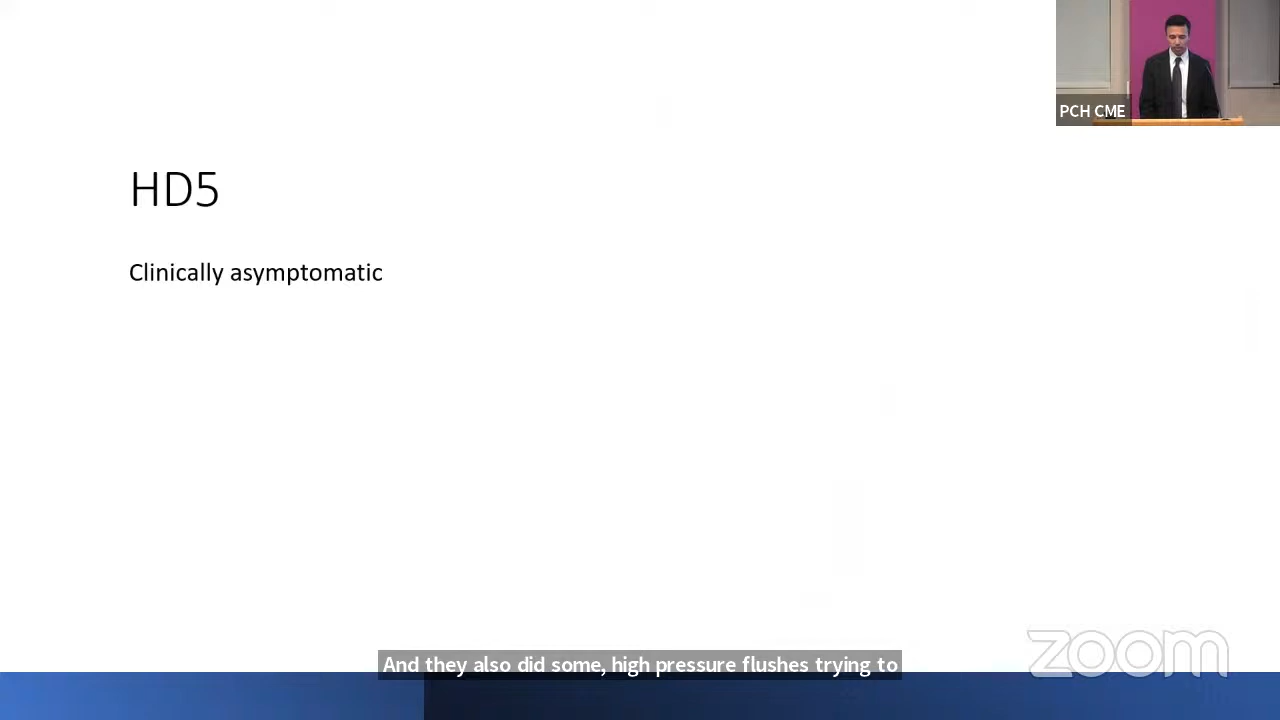 PCH CME
HD5
Clinically asymptomatic
And they also did some, high pressure flushes trying to
zoom